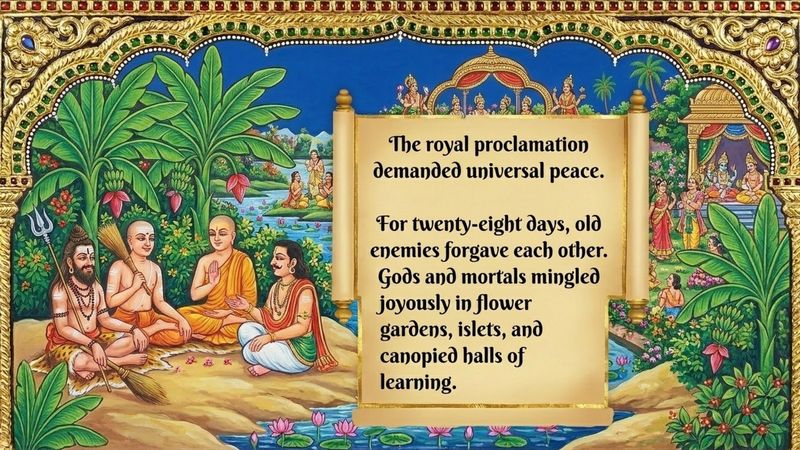 The royal proclamation
demanded universal peace.
For twenty-eight days, old
enemies forgave each other.
Gods and mortals mingled
joyously in flower
gardens, islets, and
canopied halls of
learning.